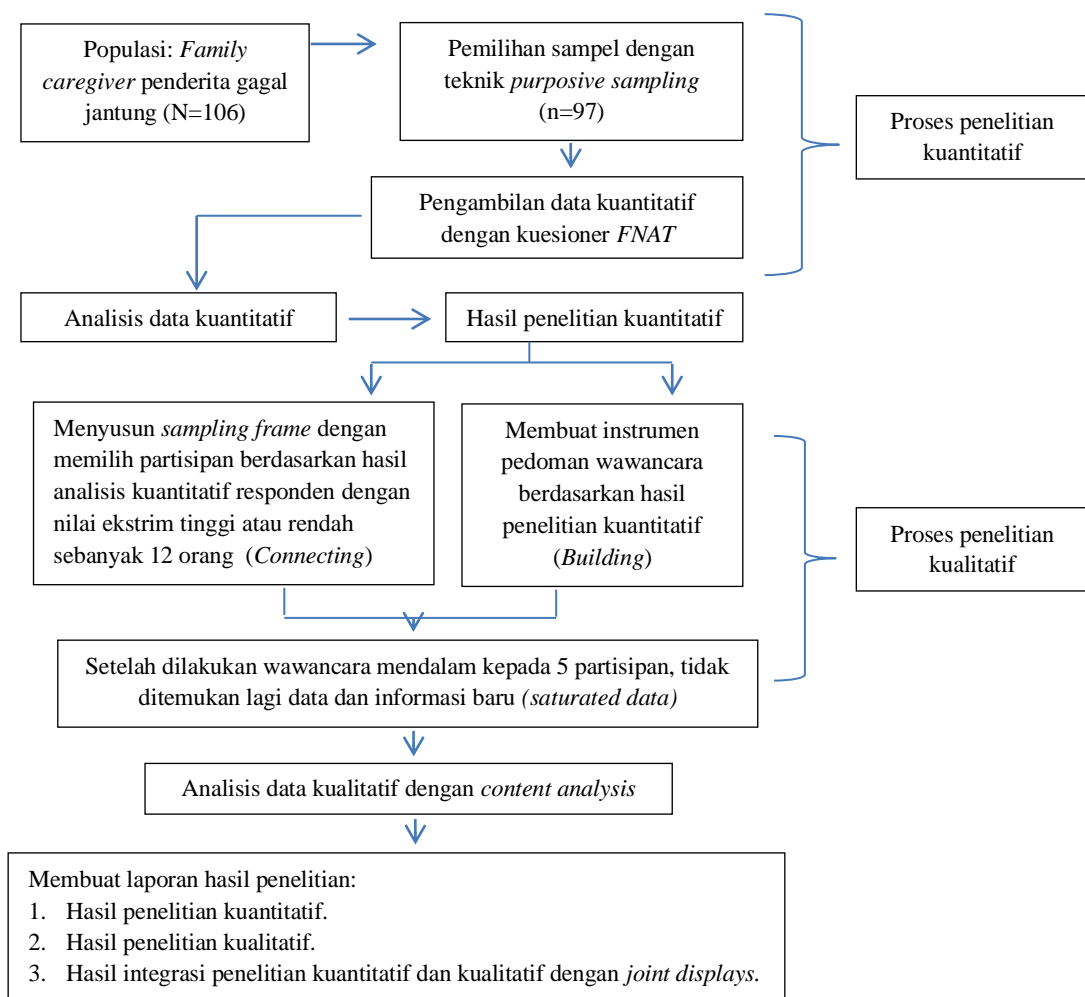 Populasi: Family
caregiver penderita gagal
jantung (N=106)
Pemilihan sampel dengan
teknik purposive sampling
(n=97)
Proses penelitian
kuantitatif
Pengambilan data kuantitatif
dengan kuesioner FNAT
Analisis data kuantitatif
Hasil penelitian kuantitatif
Menyusun sampling frame dengan
memilih partisipan berdasarkan hasil
analisis kuantitatif responden dengan
nilai ekstrim tinggi atau rendah
sebanyak 12 orang (Connecting)
Membuat instrumen
pedoman wawancara
berdasarkan hasil
penelitian kuantitatif
(Building)
Proses penelitian
kualitatif
Setelah dilakukan wawancara mendalam kepada 5 partisipan, tidak
ditemukan lagi data dan informasi baru (saturated data)
Analisis data kualitatif dengan content analysis
Membuat laporan hasil penelitian:
1. Hasil penelitian kuantitatif.
2. Hasil penelitian kualitatif.
3. Hasil integrasi penelitian kuantitatif dan kualitatif dengan joint displays.